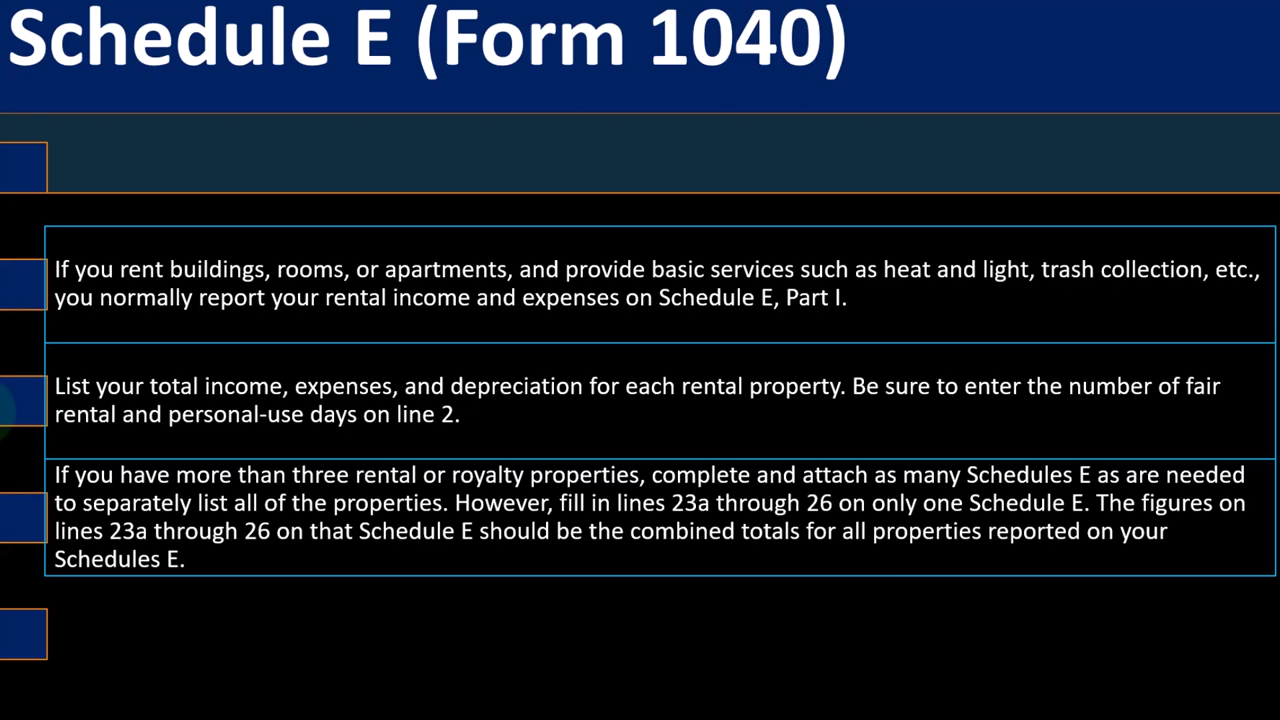 Schedule E (Form 1040)
If you rent buildings, rooms, or apartments, and provide basic services such as heat and light, trash collection, etc.,
you normally report your rental income and expenses on Schedule E, Part I.
List your total income, expenses, and depreciation for each rental property. Be sure to enter the number of fair
rental and personal-use days on line 2.
If you have more than three rental or royalty properties, complete and attach as many Schedules E as are needed
to separately list all of the properties. However, fill in lines 23a through 26 on only one Schedule E. The figures on
lines 23a through 26 on that Schedule E should be the combined totals for all properties reported on your
Schedules E.